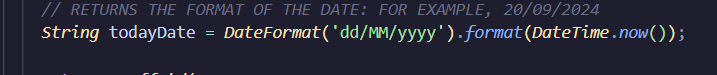 // RETURNS THE FORMAT OF THE DATE: FOR EXAMPLE, 20/09/2024
String todayDate = DateFormat('dd/MM/yyyy').format(DateTime.now());